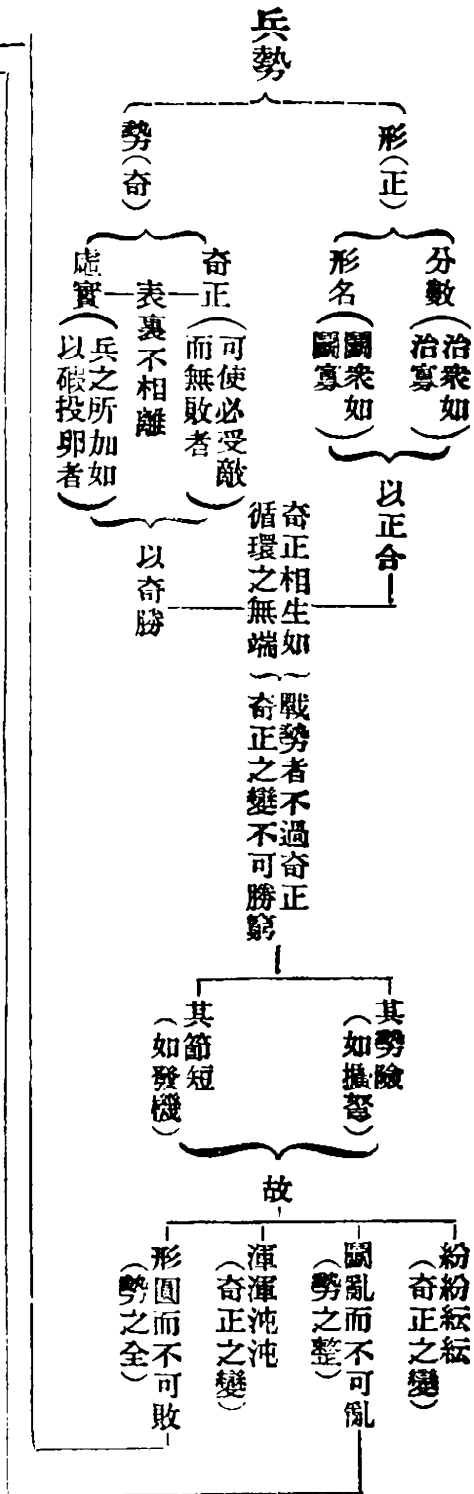 兵勢
形（正）
分數
（治衆如
治寡）
形名
（鬬衆如
鬬寡）
以正合
勢（奇）
奇正
（可使必受敵
而無敗者）
表裏不相離
虛實
（兵之所加如
以碬投卵者）
以奇勝
奇正相生如
循環之無端
戰勢者不過奇正
奇正之變不可勝窮
其勢險
（如擴弩）
其節短
（如發機）
故
紛紛紜紜
（奇正之變）
鬬亂而不可亂
（勢之整）
渾渾沌沌
（奇正之變）
形圓而不可敗
（勢之全）